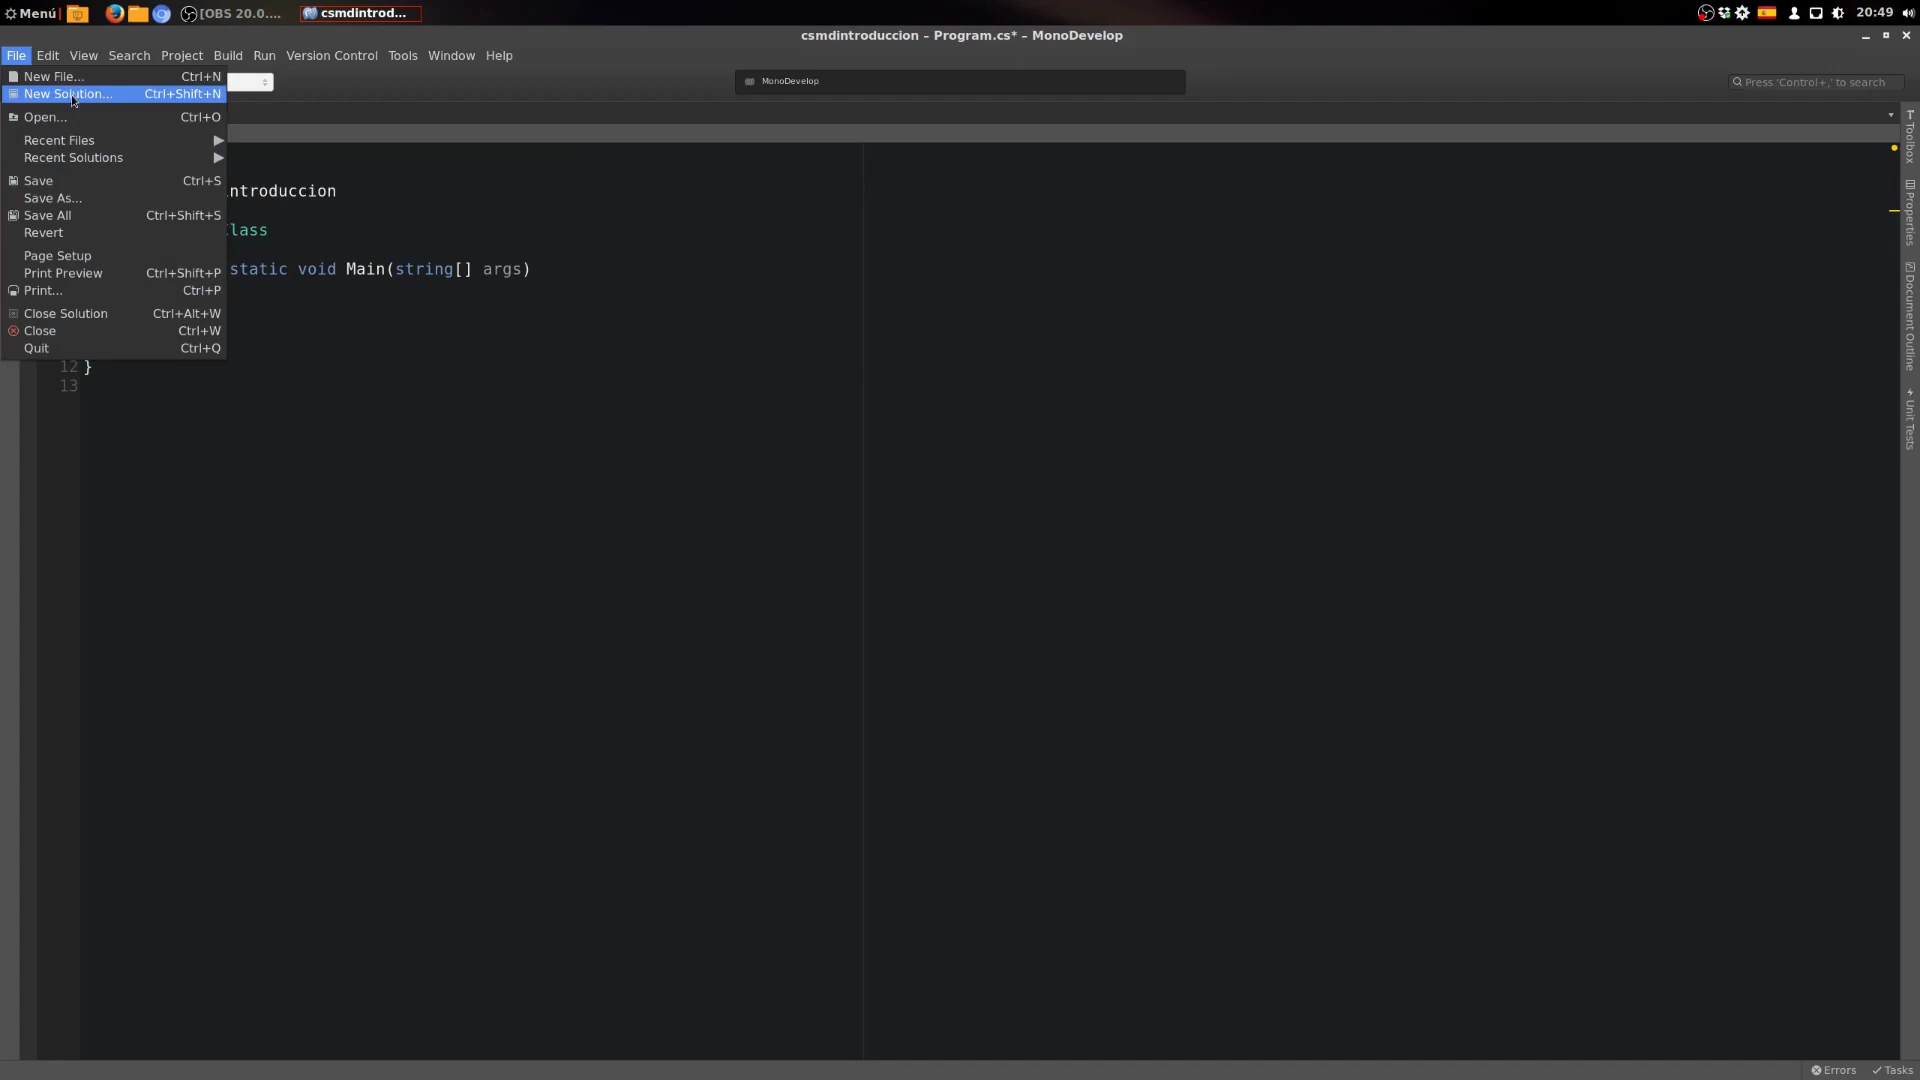 Menú [OBS 20.0.... csmdintrod... 20:49
csmdintroduccion – Program.cs* – MonoDevelop
File Edit View Search Project Build Run Version Control Tools Window Help
New File... Ctrl+N
MonoDevelop
Press 'Control+,' to search
New Solution... Ctrl+Shift+N
Open... Ctrl+O
Recent Files
Recent Solutions
Save Ctrl+S
Save As...
Save All Ctrl+Shift+S
Revert
Page Setup
Print Preview Ctrl+Shift+P
Print... Ctrl+P
Close Solution Ctrl+Alt+W
Close Ctrl+W
Quit Ctrl+Q
introduccion
Class
static void Main(string[] args)
12 }
13
Toolbox
Properties
Document Outline
Unit Tests
Errors Tasks